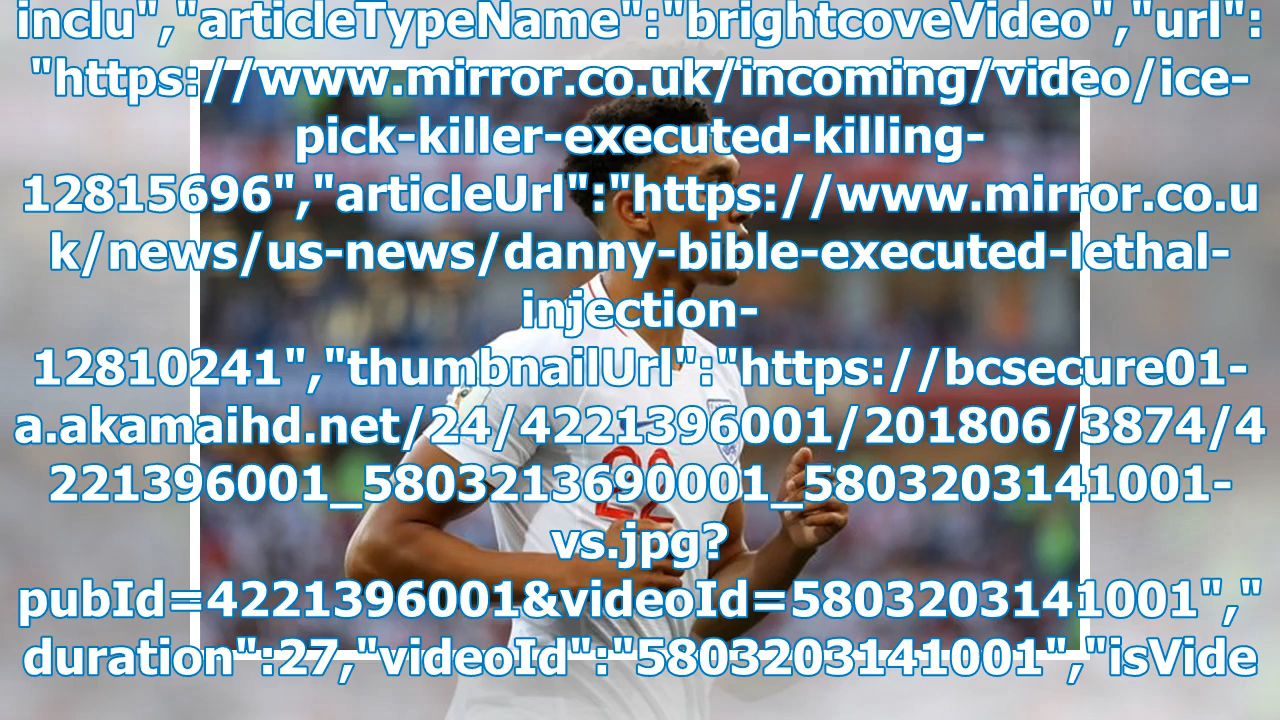 inclu","articleTypeName":"brightcoveVideo","url":
"https://www.mirror.co.uk/incoming/video/ice-
pick-killer-executed-killing-
12815696","articleUrl":"https://www.mirror.co.u
k/news/us-news/danny-bible-executed-lethal-
injection-
12810241","thumbnailUrl":"https://bcsecure01-
a.akamaihd.net/24/4221396001/201806/3874/4
221396001_5803213690001_5803203141001-
vs.jpg?
pubId=4221396001&videoId=5803203141001","
duration":27,"videoId":"5803203141001","isVide
22